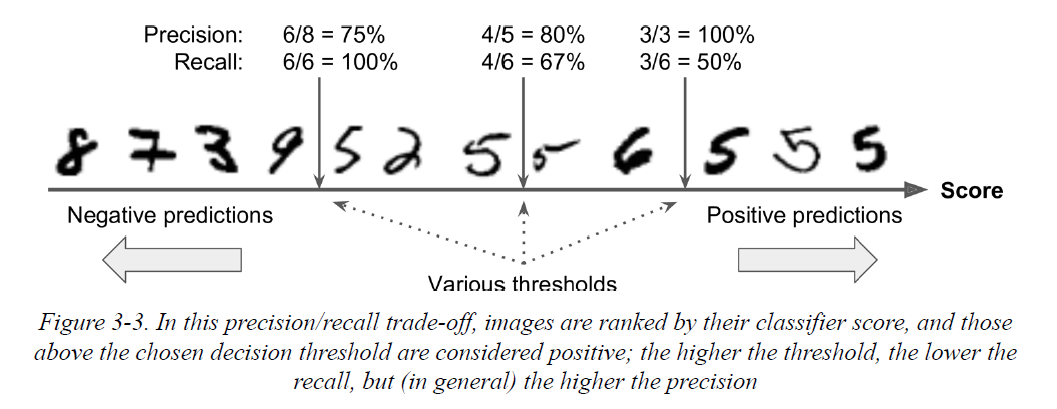 Precision: 6/8 = 75% 4/5 = 80% 3/3 = 100%
Recall: 6/6 = 100% 4/6 = 67% 3/6 = 50%
8 7 3 9 5 2 5 5 6 5 5 5
Score
Negative predictions Positive predictions
Various thresholds
Figure 3-3. In this precision/recall trade-off, images are ranked by their classifier score, and those
above the chosen decision threshold are considered positive; the higher the threshold, the lower the
recall, but (in general) the higher the precision